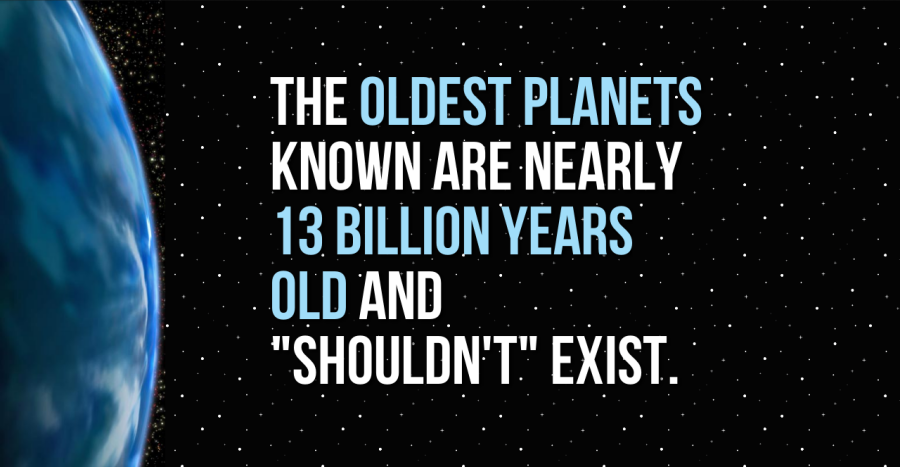 THE OLDEST PLANETS
KNOWN ARE NEARLY
13 BILLION YEARS
OLD AND
"SHOULDN'T" EXIST.